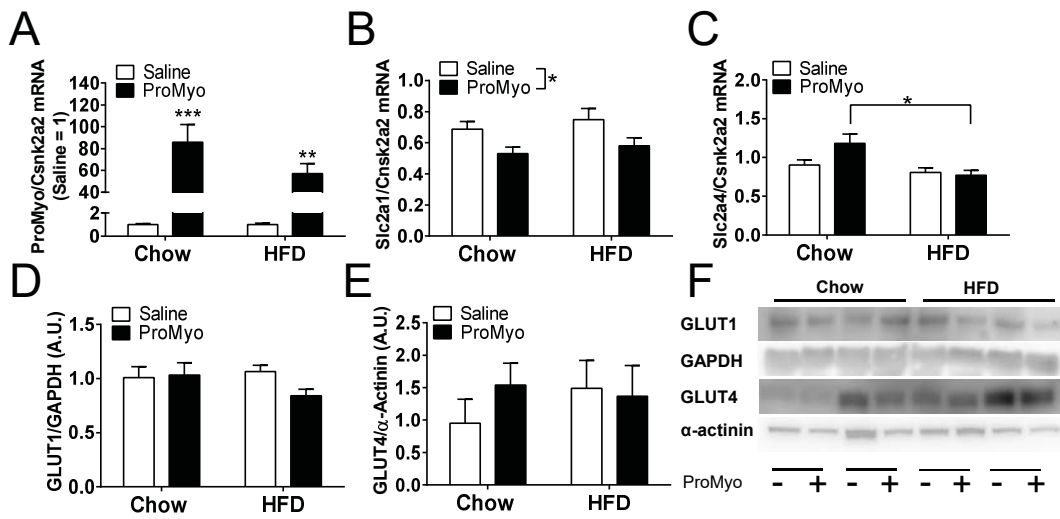 A
ProMyo/Csnk2a2 mRNA
(Saline = 1)
Saline
ProMyo
140
120
100
80
60
40
2
1
0
***
**
Chow HFD
B
Slc2a1/Cnsk2a2 mRNA
Saline
ProMyo
*
1.0
0.8
0.6
0.4
0.2
0.0
Chow HFD
C
Slc2a4/Csnk2a2 mRNA
Saline
ProMyo
*
2.0
1.5
1.0
0.5
0.0
Chow HFD
D
GLUT1/GAPDH (A.U.)
Saline
ProMyo
1.5
1.0
0.5
0.0
Chow HFD
E
GLUT4/α-Actinin (A.U.)
Saline
ProMyo
2.5
2.0
1.5
1.0
0.5
0.0
Chow HFD
F
Chow HFD
GLUT1
GAPDH
GLUT4
α-actinin
ProMyo - + - + - + - +